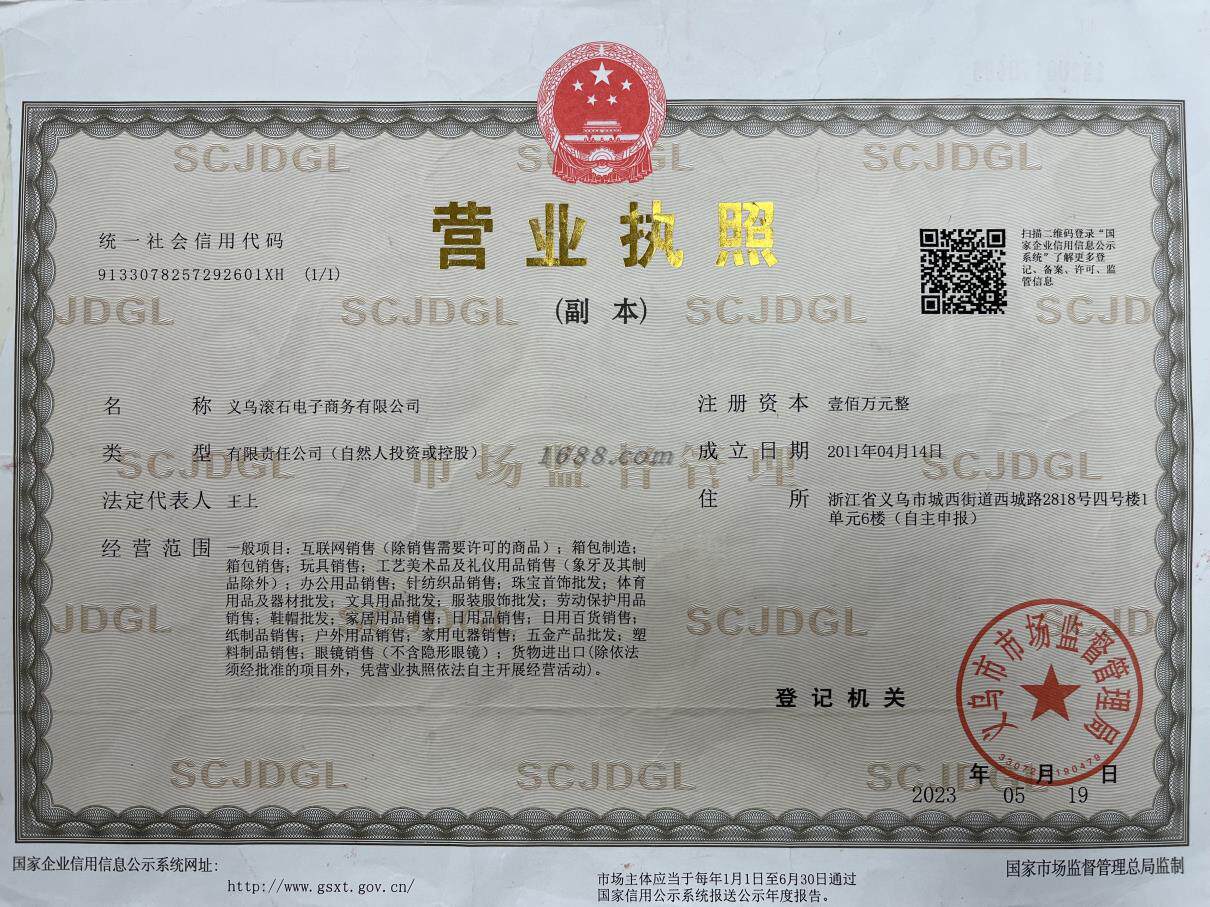 SCJDGL
SCJDGL
SCJDGL
营业执照
(副 本)
统一社会信用代码
9133078257292601XH (1/1)
扫描二维码登录“国
家企业信用信息公示
系统”了解更多登
记、备案、许可、监
管信息
JDGL
SCJDGL
SCJDGL
SCJD
名 称 义乌滚石电子商务有限公司
类 型 有限责任公司（自然人投资或控股）
法定代表人 王上
经营范围 一般项目：互联网销售（除销售需要许可的商品）；箱包制造；
箱包销售；玩具销售；工艺美术品及礼仪用品销售（象牙及其制
品除外）；办公用品销售；针纺织品销售；珠宝首饰批发；体育
用品及器材批发；文具用品批发；服装服饰批发；劳动保护用品
销售；鞋帽批发；家居用品销售；日用品销售；日用百货销售；
纸制品销售；户外用品销售；家用电器销售；五金产品批发；塑
料制品销售；眼镜销售（不含隐形眼镜）；货物进出口(除依法
须经批准的项目外，凭营业执照依法自主开展经营活动)。
注册资本 壹佰万元整
成立日期 2011年04月14日
住 所 浙江省义乌市城西街道西城路2818号四号楼1
单元6楼（自主申报）
SCJDGL
市场监督管理
1688.com
SCJDGL
JDGL
SCJDGL
SCJD
登记机关
义乌市市场监督管理局
2023年05月19日
SCJDGL
SCJDGL
SCJDGL
国家企业信用信息公示系统网址：
http://www.gsxt.gov.cn/
市场主体应当于每年1月1日至6月30日通过
国家信用公示系统报送公示年度报告。
国家市场监督管理总局监制